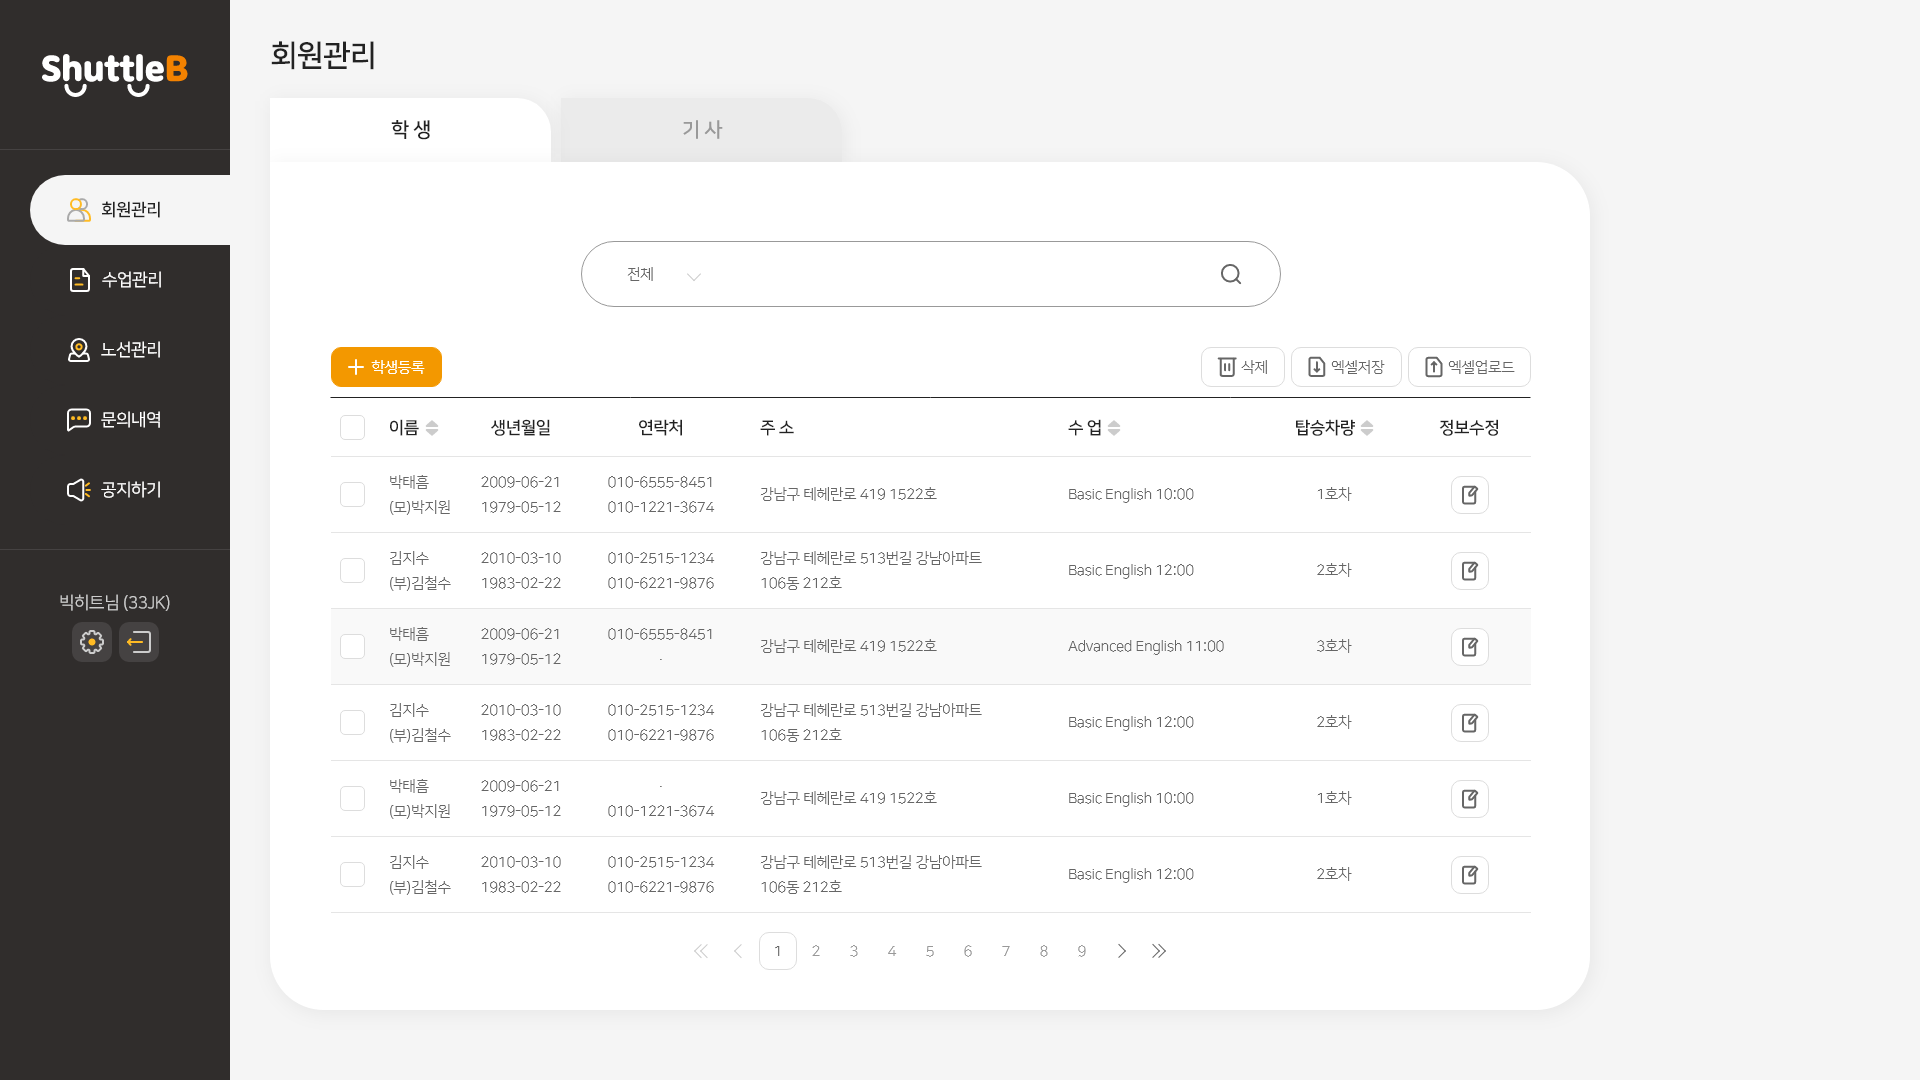 ShuttleB
회원관리
수업관리
노선관리
문의내역
공지하기
빅히트님 (33JK)
회원관리
학 생
기 사
전체
학생등록
삭제
엑셀저장
엑셀업로드
이름 생년월일 연락처 주 소 수 업 탑승차량 정보수정
박태흠 2009-06-21 010-6555-8451
강남구 테헤란로 419 1522호 Basic English 10:00 1호차
(모)박지원 1979-05-12 010-1221-3674
김지수 2010-03-10 010-2515-1234 강남구 테헤란로 513번길 강남아파트
Basic English 12:00 2호차
(부)김철수 1983-02-22 010-6221-9876 106동 212호
박태흠 2009-06-21 010-6555-8451
강남구 테헤란로 419 1522호 Advanced English 11:00 3호차
(모)박지원 1979-05-12 .
김지수 2010-03-10 010-2515-1234 강남구 테헤란로 513번길 강남아파트
Basic English 12:00 2호차
(부)김철수 1983-02-22 010-6221-9876 106동 212호
박태흠 2009-06-21 .
강남구 테헤란로 419 1522호 Basic English 10:00 1호차
(모)박지원 1979-05-12 010-1221-3674
김지수 2010-03-10 010-2515-1234 강남구 테헤란로 513번길 강남아파트
Basic English 12:00 2호차
(부)김철수 1983-02-22 010-6221-9876 106동 212호
1 2 3 4 5 6 7 8 9